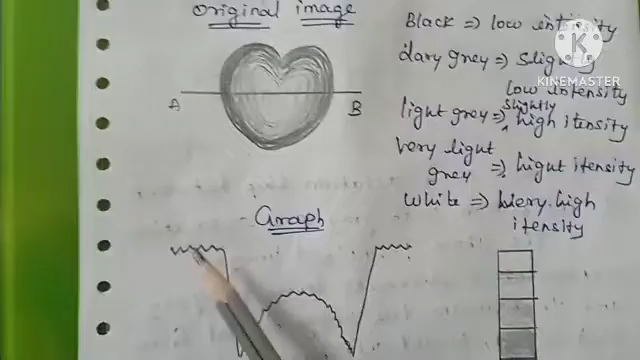 Original image
Black => low intisity
KINEMASTER
dary grey => Slightly
low intensity
A
B
light grey => slightly high itensity
very light
grey => hight itensity
white => very high
itensity
Graph